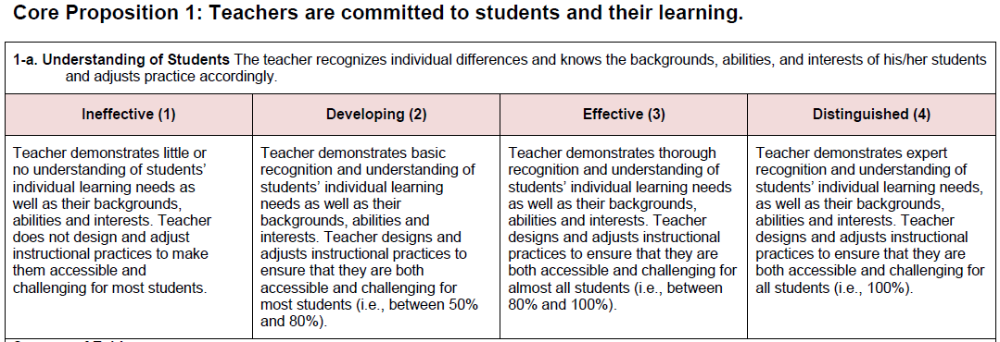 Core Proposition 1: Teachers are committed to students and their learning.
1-a. Understanding of Students The teacher recognizes individual differences and knows the backgrounds, abilities, and interests of his/her students
and adjusts practice accordingly.
Ineffective (1)
Developing (2)
Effective (3)
Distinguished (4)
Teacher demonstrates little or
no understanding of students’
individual learning needs as
well as their backgrounds,
abilities and interests. Teacher
does not design and adjust
instructional practices to make
them accessible and
challenging for most students.
Teacher demonstrates basic
recognition and understanding of
students’ individual learning
needs as well as their
backgrounds, abilities and
interests. Teacher designs and
adjusts instructional practices to
ensure that they are both
accessible and challenging for
most students (i.e., between 50%
and 80%).
Teacher demonstrates thorough
recognition and understanding of
students’ individual learning needs
as well as their backgrounds,
abilities and interests. Teacher
designs and adjusts instructional
practices to ensure that they are
both accessible and challenging for
almost all students (i.e., between
80% and 100%).
Teacher demonstrates expert
recognition and understanding of
students’ individual learning needs,
as well as their backgrounds,
abilities and interests. Teacher
designs and adjusts instructional
practices to ensure that they are
both accessible and challenging for
all students (i.e., 100%).